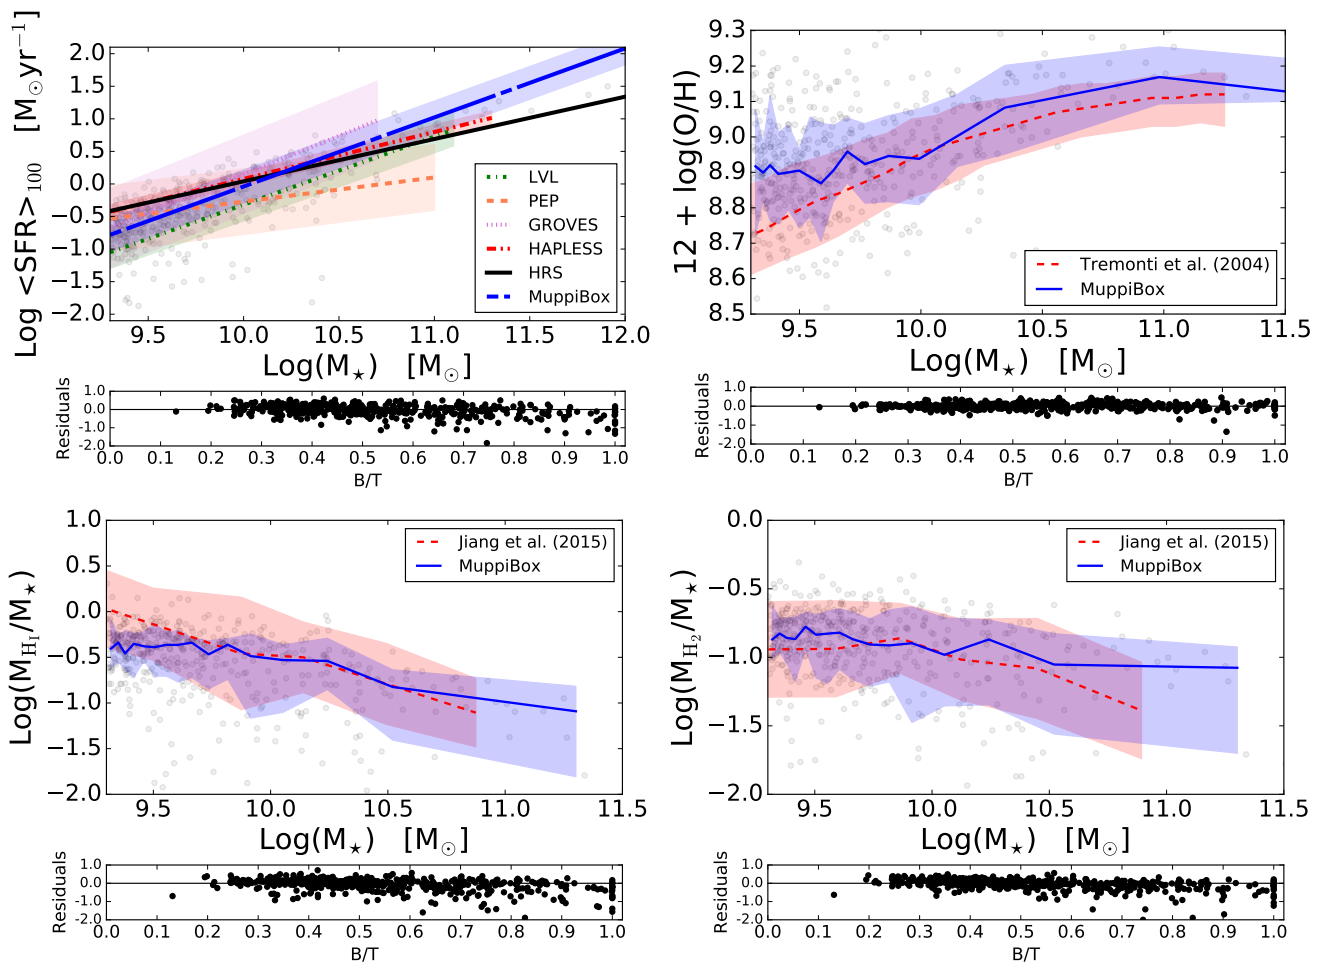 Log <SFR>₁₀₀ [M⊙yr⁻¹]
2.0
1.5
1.0
0.5
0.0
−0.5
−1.0
−1.5
−2.0
LVL
PEP
GROVES
HAPLESS
HRS
MuppiBox
9.5 10.0 10.5 11.0 11.5 12.0
Log(M⋆) [M⊙]
Residuals
1.0
0.0
-1.0
-2.0
0.0 0.1 0.2 0.3 0.4 0.5 0.6 0.7 0.8 0.9 1.0
B/T
12 + log(O/H)
9.3
9.2
9.1
9.0
8.9
8.8
8.7
8.6
8.5
Tremonti et al. (2004)
MuppiBox
9.5 10.0 10.5 11.0 11.5
Log(M⋆) [M⊙]
Residuals
1.0
0.0
-1.0
-2.0
0.0 0.1 0.2 0.3 0.4 0.5 0.6 0.7 0.8 0.9 1.0
B/T
Log(M_HI/M⋆)
1.0
0.5
0.0
−0.5
−1.0
−1.5
−2.0
Jiang et al. (2015)
MuppiBox
9.5 10.0 10.5 11.0 11.5
Log(M⋆) [M⊙]
Residuals
1.0
0.0
-1.0
-2.0
0.0 0.1 0.2 0.3 0.4 0.5 0.6 0.7 0.8 0.9 1.0
B/T
Log(M_H₂/M⋆)
0.0
−0.5
−1.0
−1.5
−2.0
Jiang et al. (2015)
MuppiBox
9.5 10.0 10.5 11.0 11.5
Log(M⋆) [M⊙]
Residuals
1.0
0.0
-1.0
-2.0
0.0 0.1 0.2 0.3 0.4 0.5 0.6 0.7 0.8 0.9 1.0
B/T